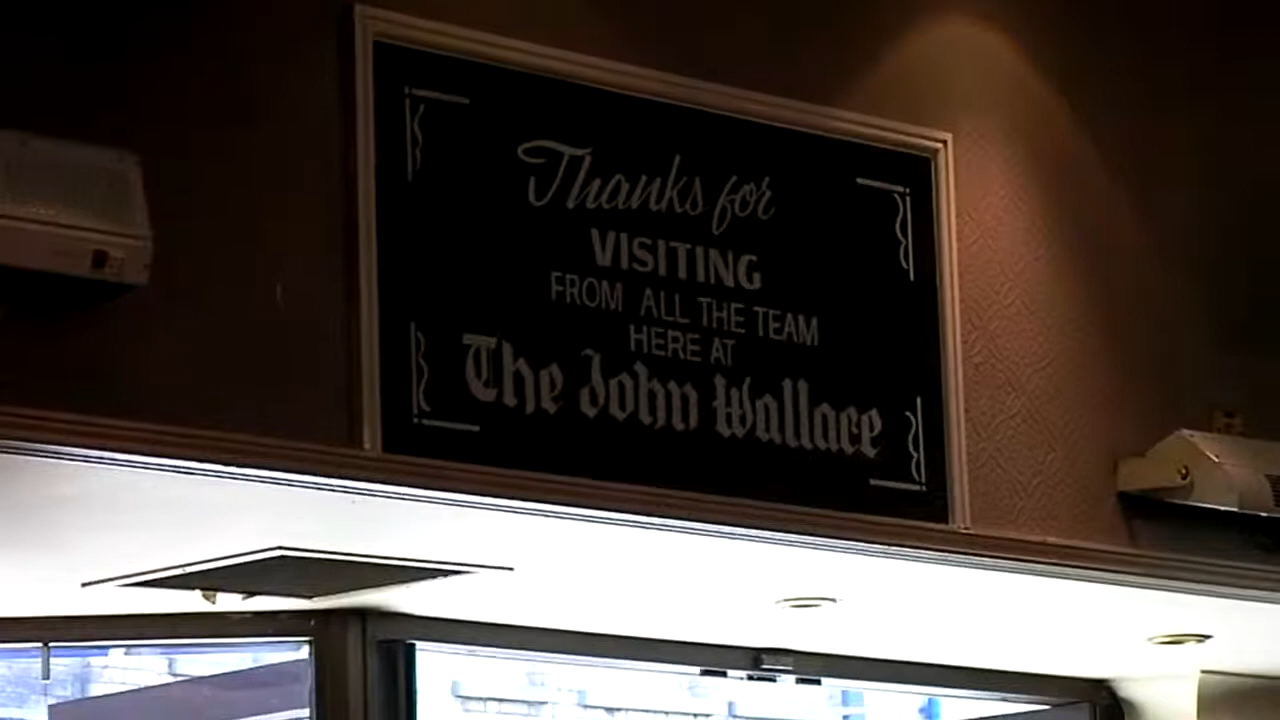 Thanks for
VISITING
FROM ALL THE TEAM
HERE AT
The John Wallace